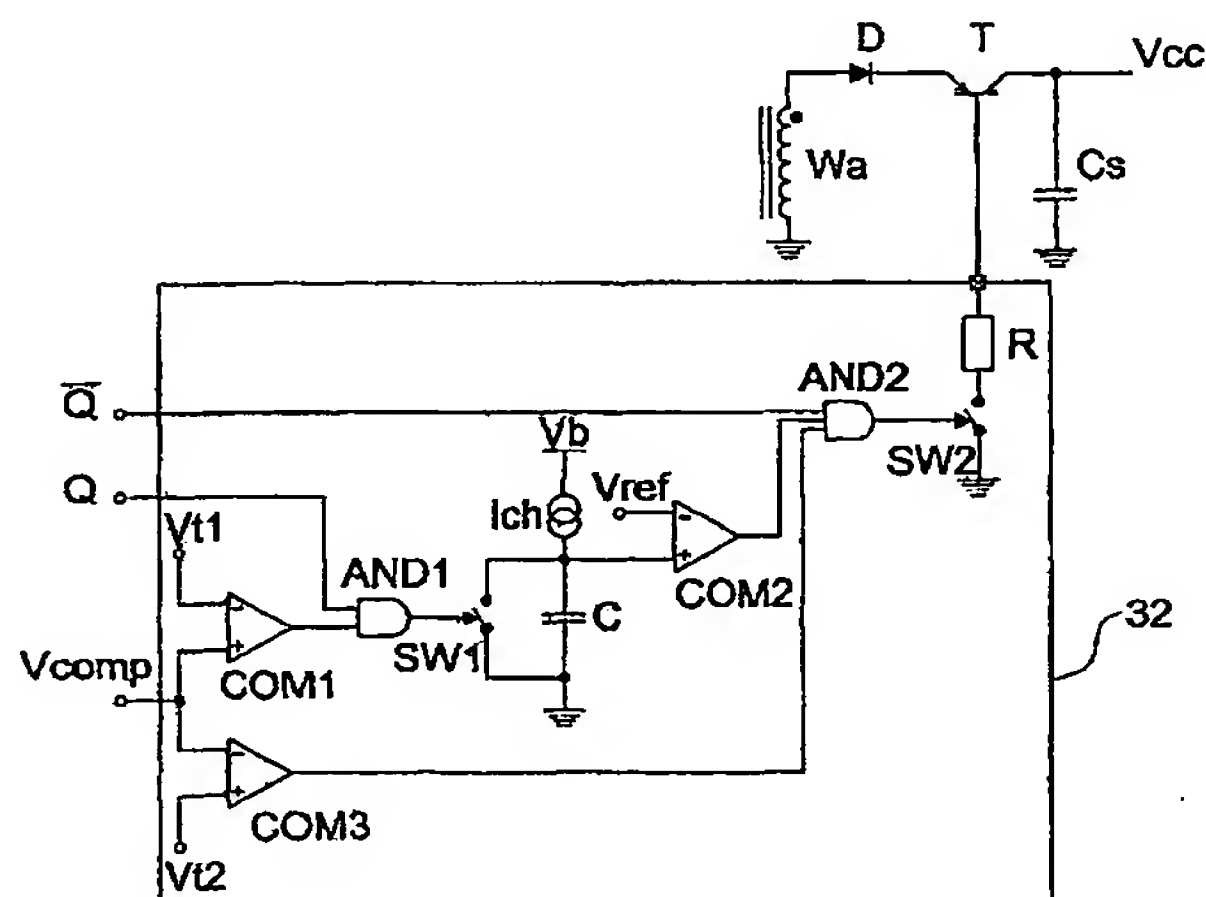 D
T
Vcc
Wa
Cs
R
AND2
Q
Vb
SW2
Q
Vref
Ich
Vt1
AND1
COM2
C
32
SW1
Vcomp
COM1
COM3
Vt2